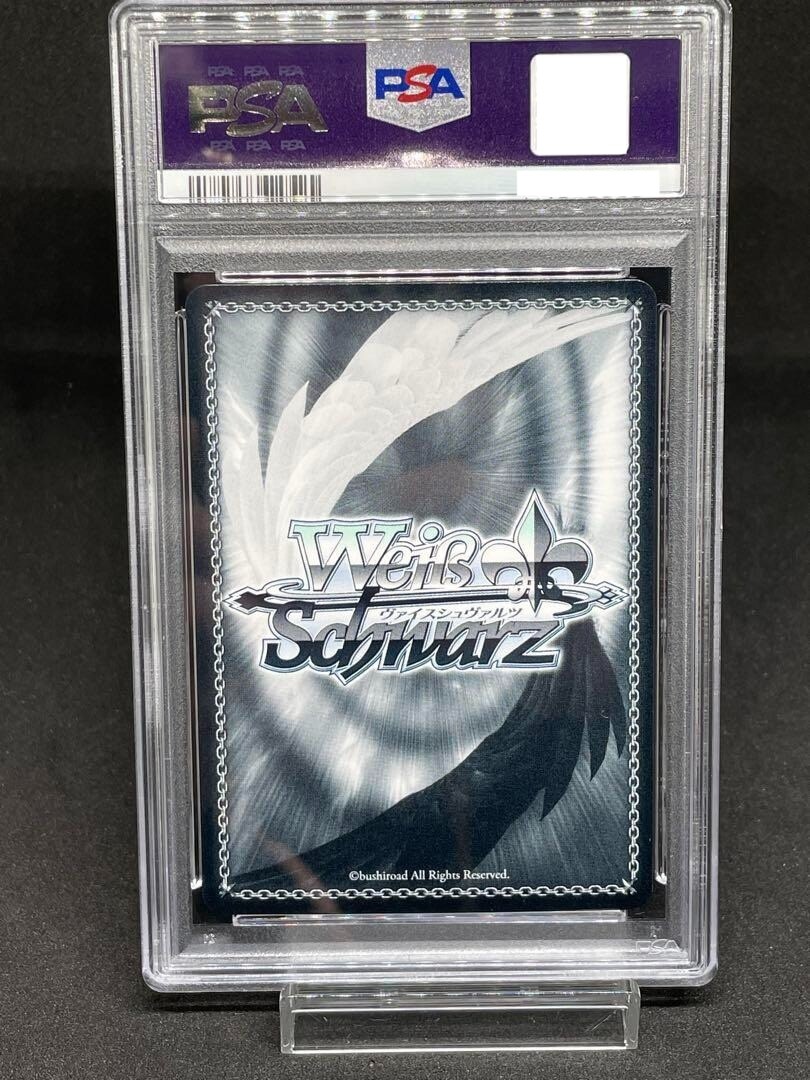 PSA PSA PSA
PSA
PSA PSA PSA
PSA
Weiß
ヴァイスシュヴァルツ
Schwarz
©bushiroad All Rights Reserved.
PSA